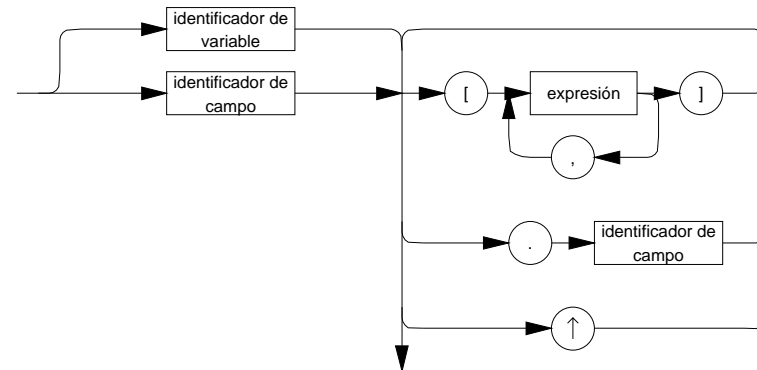 identificador de
variable
identificador de
campo
[
expresión
]
,
.
identificador de
campo
↑